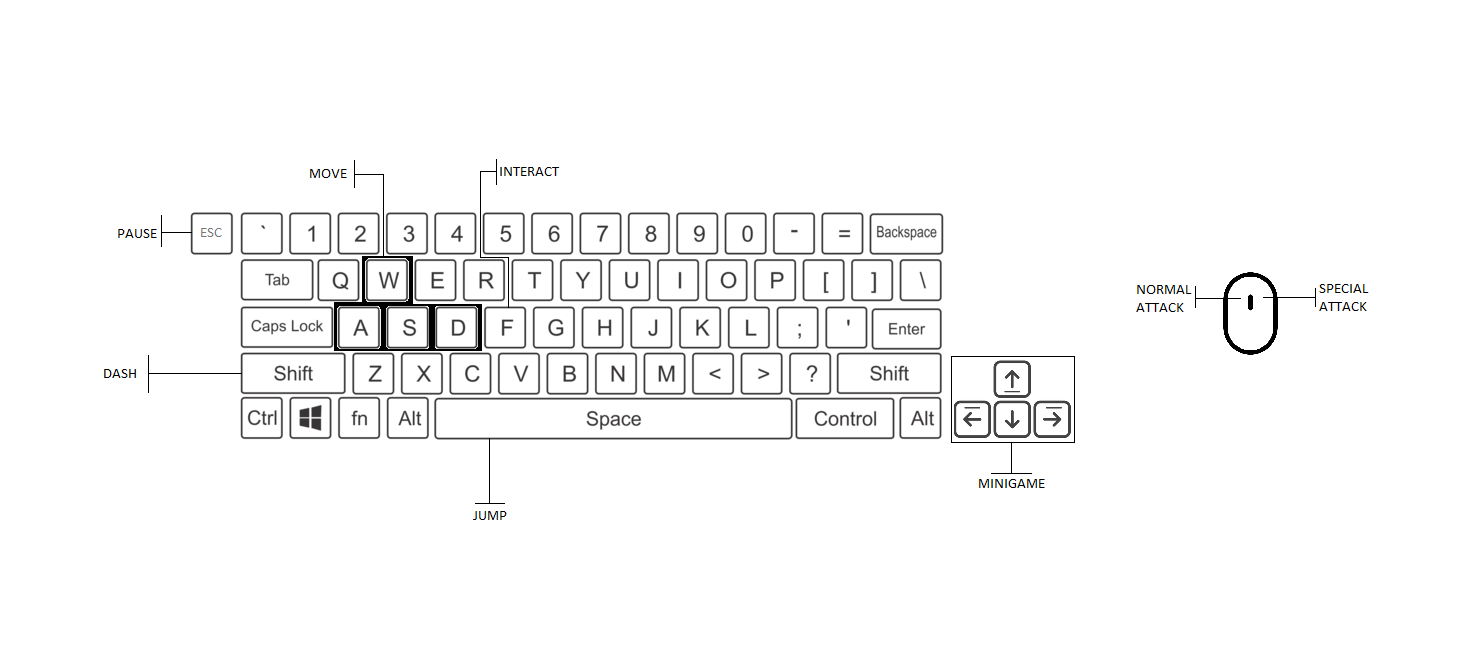 MOVE
INTERACT
PAUSE
ESC ` 1 2 3 4 5 6 7 8 9 0 - = Backspace
Tab Q W E R T Y U I O P [ ] \
Caps Lock A S D F G H J K L ; ' Enter
DASH
Shift Z X C V B N M < > ? Shift
Ctrl fn Alt Space Control Alt
↑
← ↓ →
MINIGAME
JUMP
NORMAL
ATTACK
SPECIAL
ATTACK